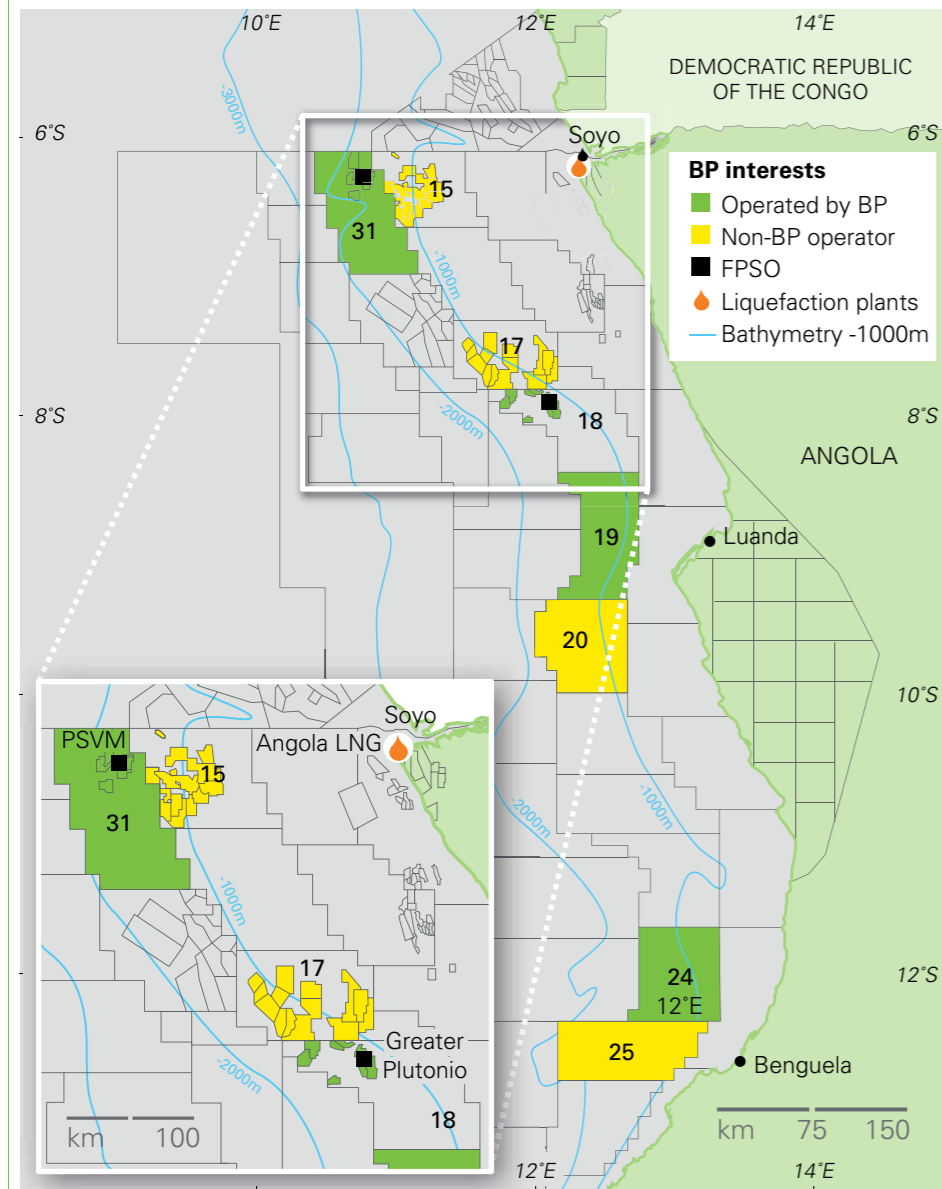 10˚E
12˚E
14˚E
DEMOCRATIC REPUBLIC
OF THE CONGO
-3000m
6˚S
6˚S
Soyo
BP interests
Operated by BP
Non-BP operator
FPSO
Liquefaction plants
Bathymetry -1000m
15
31
-1000m
17
-2000m
18
8˚S
8˚S
ANGOLA
19
Luanda
20
10˚S
Soyo
PSVM
Angola LNG
15
31
-1000m
17
Greater
Plutonio
-2000m
18
km
100
-2000m
-1000m
24
12˚E
12˚S
25
Benguela
km
75
150
12˚E
14˚E